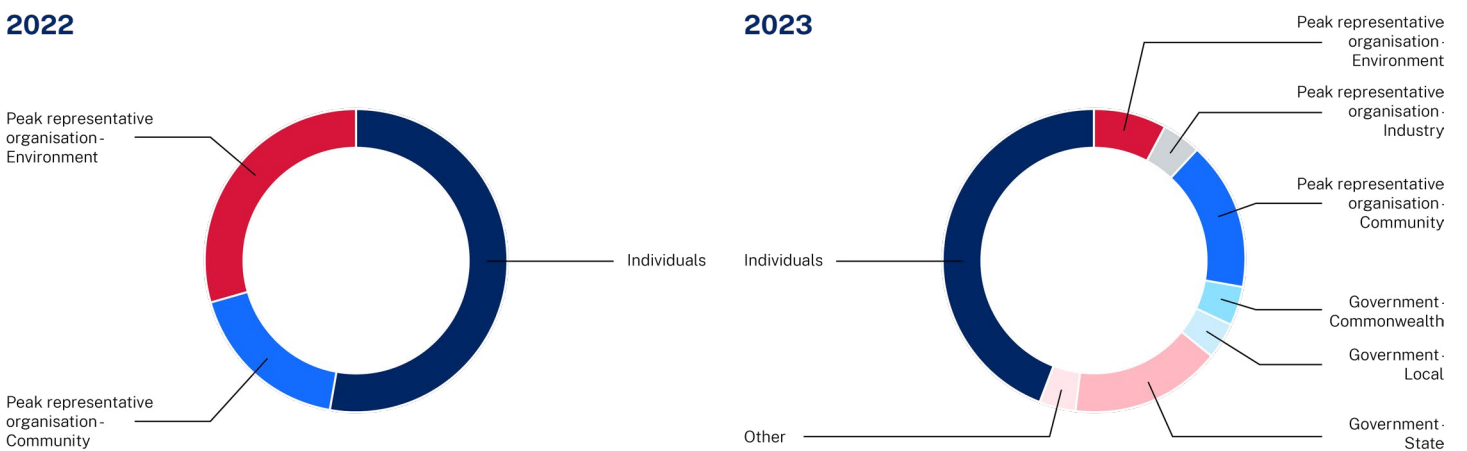 2022
Peak representative
organisation -
Environment
Individuals
Peak representative
organisation -
Community
2023
Peak representative
organisation -
Environment
Peak representative
organisation -
Industry
Peak representative
organisation -
Community
Individuals
Government -
Commonwealth
Government -
Local
Government -
State
Other